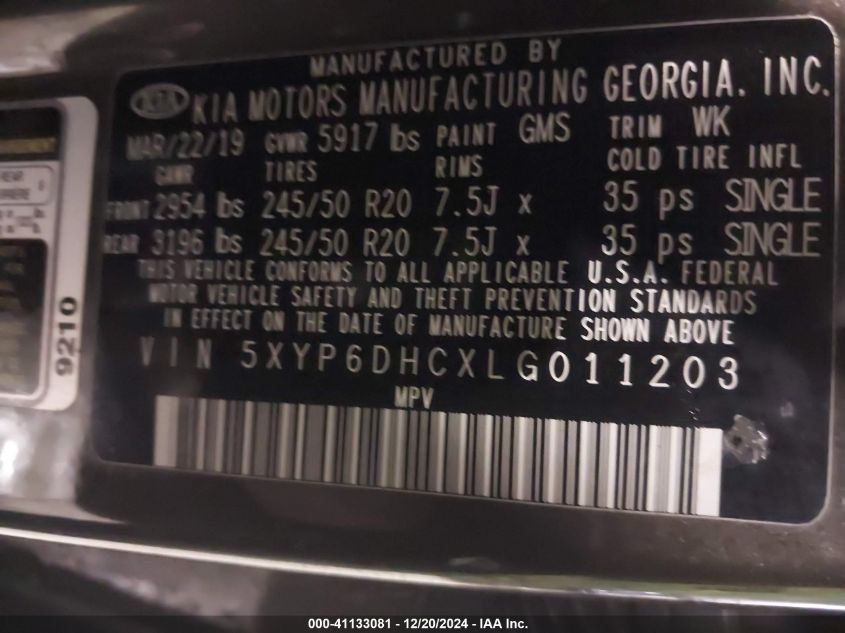 MANUFACTURED BY
KIA KIA MOTORS MANUFACTURING GEORGIA. INC.
MAR/22/19 GVWR 5917 lbs PAINT GMS TRIM WK
GAWR TIRES RIMS COLD TIRE INFL
FRONT 2954 lbs 245/50 R20 7.5J x 35 ps SINGLE
REAR 3196 lbs 245/50 R20 7.5J x 35 ps SINGLE
THIS VEHICLE CONFORMS TO ALL APPLICABLE U.S.A. FEDERAL
MOTOR VEHICLE SAFETY AND THEFT PREVENTION STANDARDS
IN EFFECT ON THE DATE OF MANUFACTURE SHOWN ABOVE
VIN 5XYP6DHCXLG011203
MPV
REAR
9210
000-41133081 - 12/20/2024 - IAA Inc.